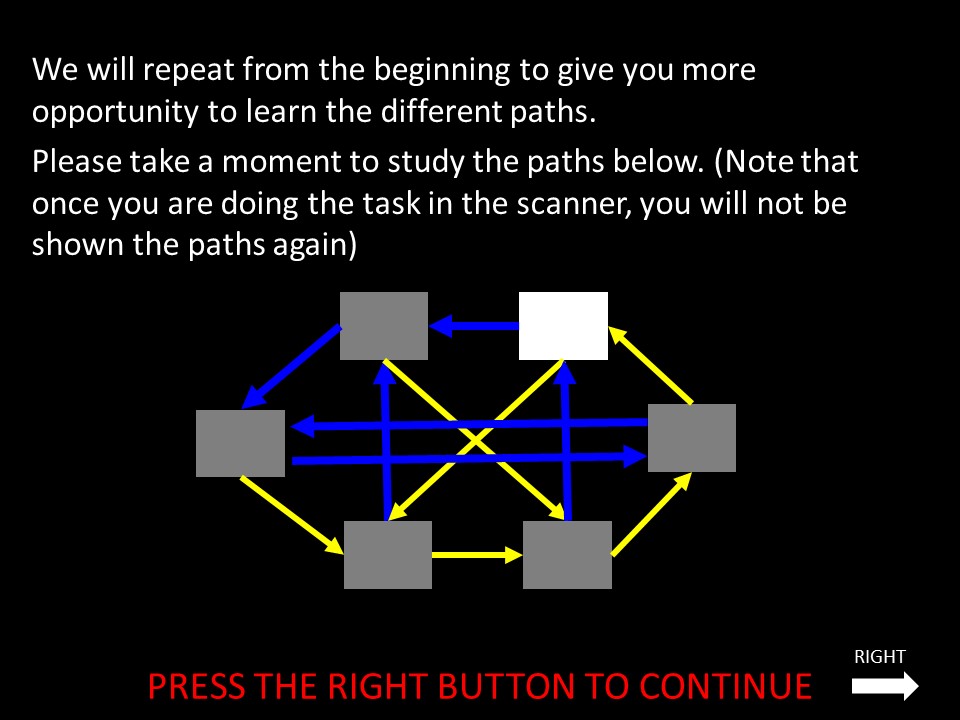 We will repeat from the beginning to give you more
opportunity to learn the different paths.
Please take a moment to study the paths below. (Note that
once you are doing the task in the scanner, you will not be
shown the paths again)
RIGHT
PRESS THE RIGHT BUTTON TO CONTINUE